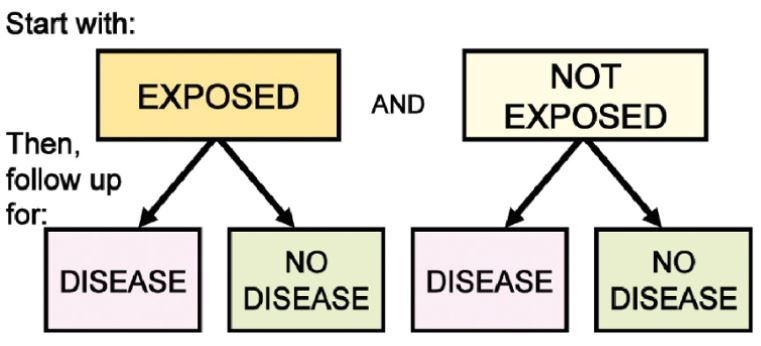 Start with:
EXPOSED
AND
NOT
EXPOSED
Then,
follow up
for:
DISEASE
NO
DISEASE
DISEASE
NO
DISEASE